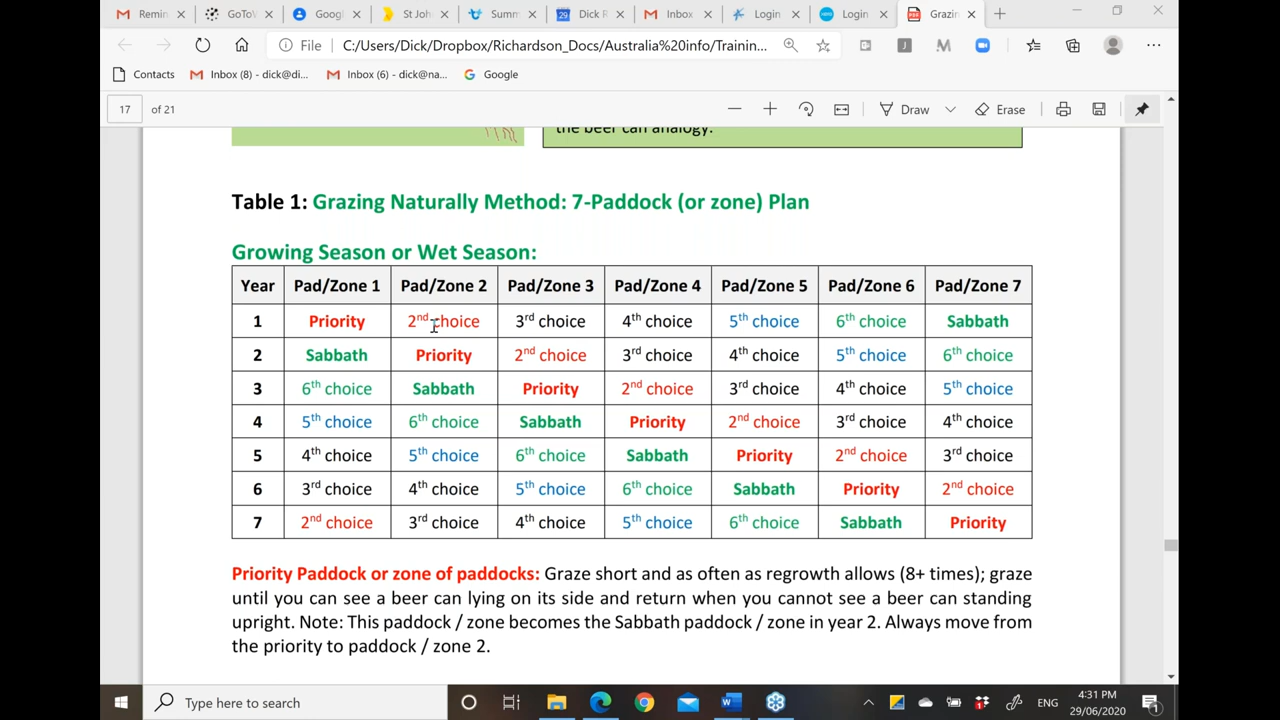 Remin
GoToW
Googl
St Joh
Summ
Dick R
Inbox
Login
Login
Grazin
File C:/Users/Dick/Dropbox/Richardson_Docs/Australia%20info/Trainin...
Contacts Inbox (8) - dick@di... Inbox (6) - dick@na... Google
17 of 21 Draw Erase
the beer can analogy.
Table 1: Grazing Naturally Method: 7-Paddock (or zone) Plan
Growing Season or Wet Season:
Year Pad/Zone 1 Pad/Zone 2 Pad/Zone 3 Pad/Zone 4 Pad/Zone 5 Pad/Zone 6 Pad/Zone 7
1 Priority 2nd choice 3rd choice 4th choice 5th choice 6th choice Sabbath
2 Sabbath Priority 2nd choice 3rd choice 4th choice 5th choice 6th choice
3 6th choice Sabbath Priority 2nd choice 3rd choice 4th choice 5th choice
4 5th choice 6th choice Sabbath Priority 2nd choice 3rd choice 4th choice
5 4th choice 5th choice 6th choice Sabbath Priority 2nd choice 3rd choice
6 3rd choice 4th choice 5th choice 6th choice Sabbath Priority 2nd choice
7 2nd choice 3rd choice 4th choice 5th choice 6th choice Sabbath Priority
Priority Paddock or zone of paddocks: Graze short and as often as regrowth allows (8+ times); graze
until you can see a beer can lying on its side and return when you cannot see a beer can standing
upright. Note: This paddock / zone becomes the Sabbath paddock / zone in year 2. Always move from
the priority to paddock / zone 2.
Type here to search
ENG
4:31 PM
29/06/2020